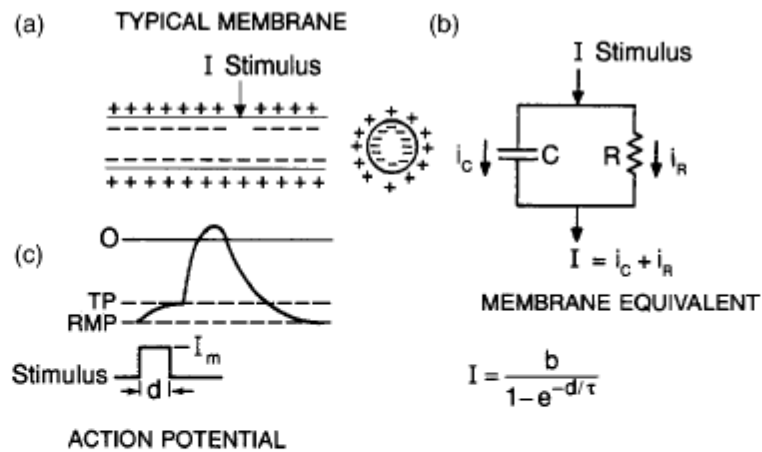 (a) TYPICAL MEMBRANE
I Stimulus
+ + + + + + + + + + + + + +
− − − − − − − − − − − − − −
− − − − − − − − − − − − − −
+ + + + + + + + + + + + + + +
(b)
I Stimulus
i_C C R i_R
I = i_C + i_R
MEMBRANE EQUIVALENT
I = b / (1 − e^(−d/τ))
(c)
O
TP
RMP
I_m
Stimulus
d
ACTION POTENTIAL